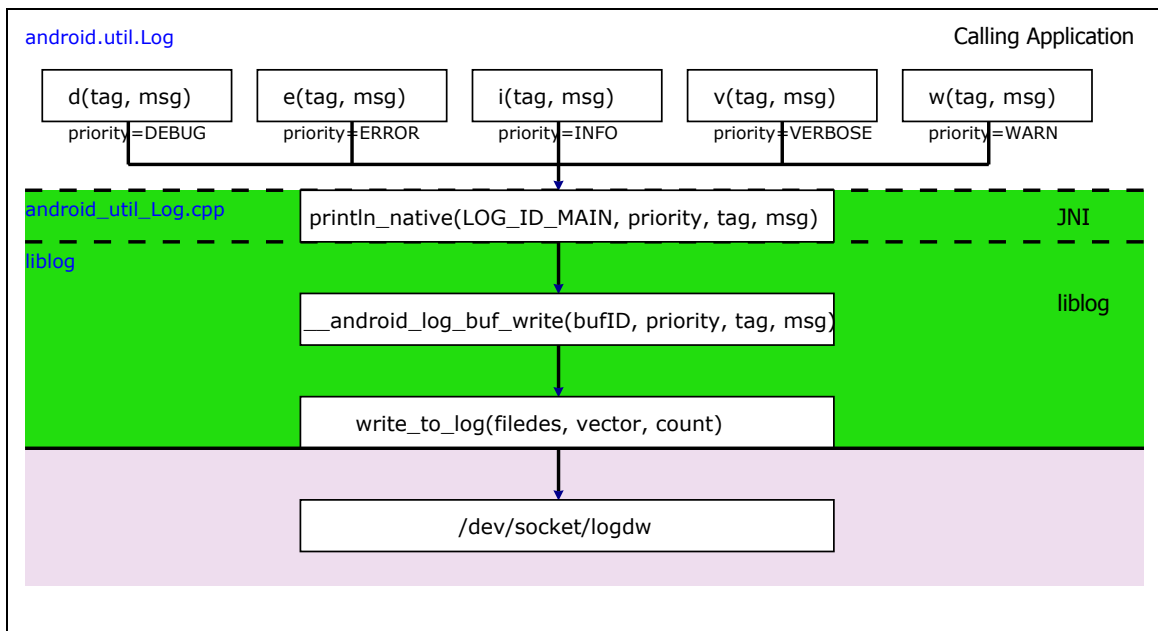 android.util.Log
Calling Application
d(tag, msg)
e(tag, msg)
i(tag, msg)
v(tag, msg)
w(tag, msg)
priority=DEBUG
priority=ERROR
priority=INFO
priority=VERBOSE
priority=WARN
android_util_Log.cpp
println_native(LOG_ID_MAIN, priority, tag, msg)
JNI
liblog
liblog
__android_log_buf_write(bufID, priority, tag, msg)
write_to_log(filedes, vector, count)
/dev/socket/logdw